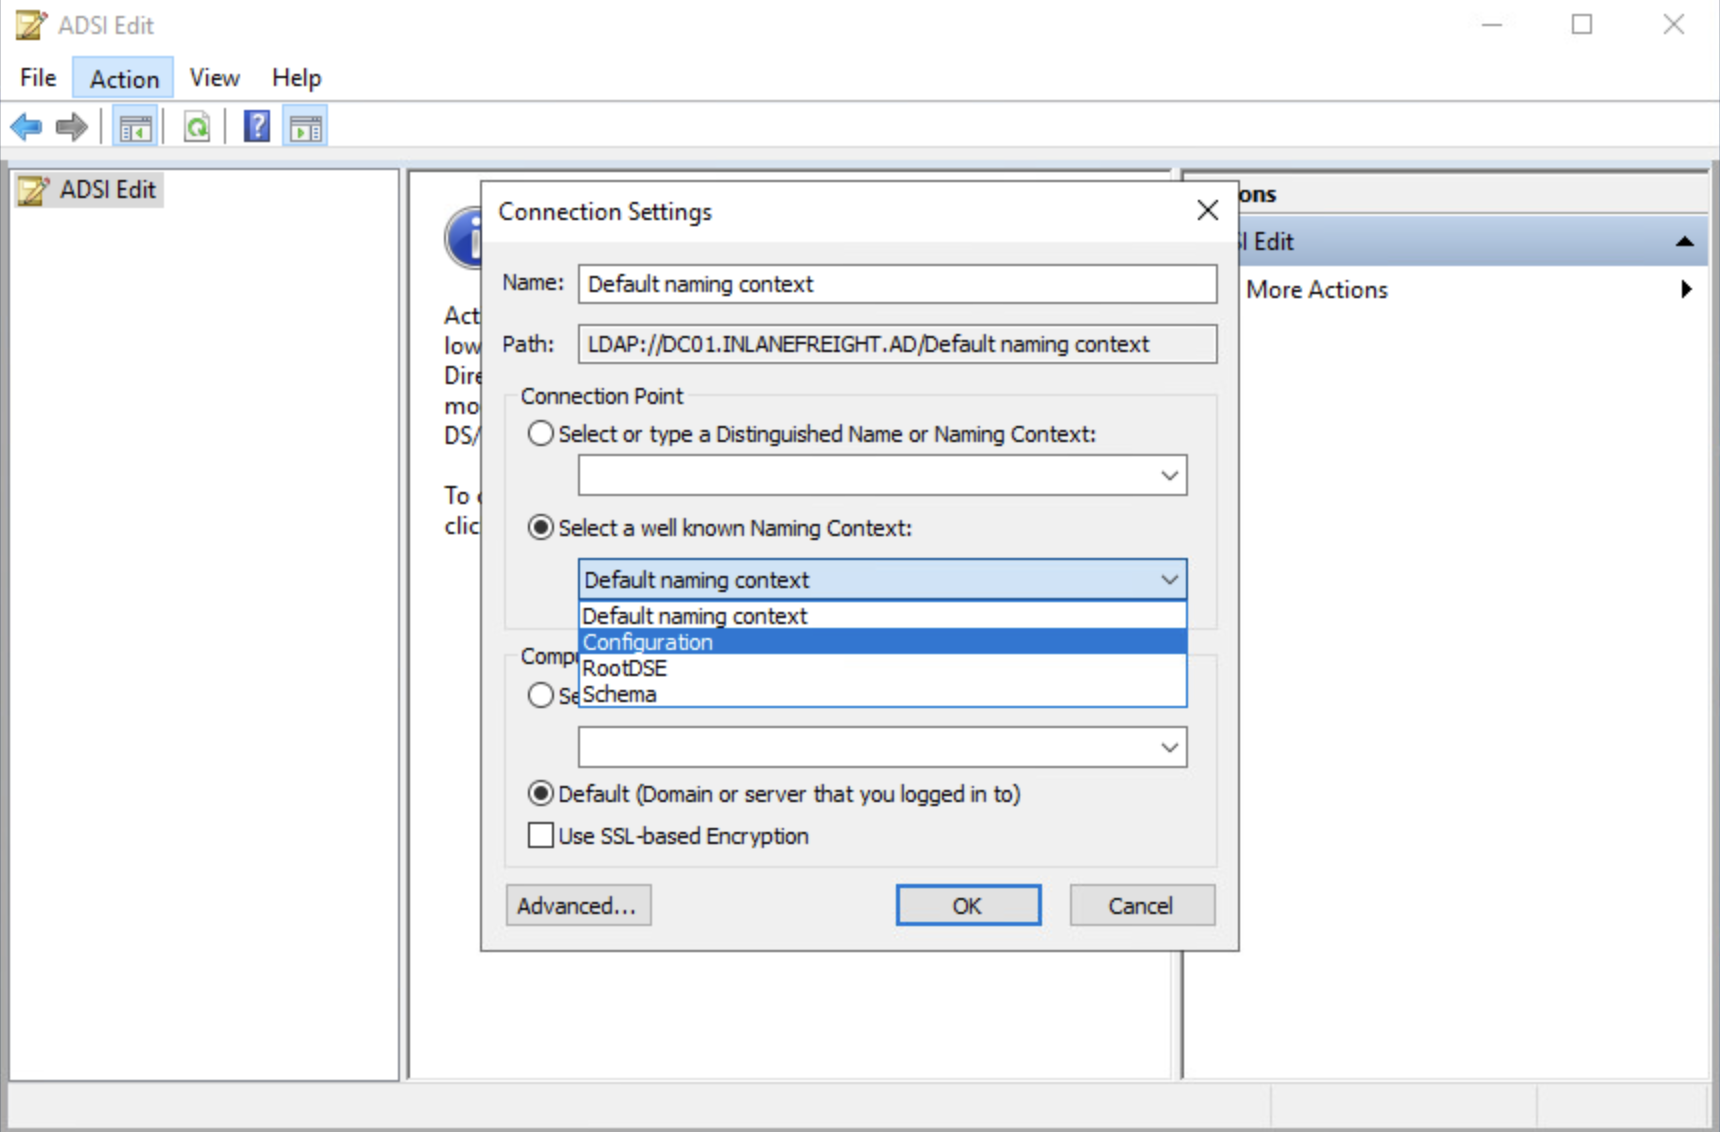 ADSI Edit
File Action View Help
ADSI Edit
Act
low
Dire
mo
DS/
To
clic
Connection Settings
Name: Default naming context
Path: LDAP://DC01.INLANEFREIGHT.AD/Default naming context
Connection Point
Select or type a Distinguished Name or Naming Context:
Select a well known Naming Context:
Default naming context
Default naming context
Configuration
RootDSE
Schema
Comp
Se
Default (Domain or server that you logged in to)
Use SSL-based Encryption
Advanced...
OK
Cancel
ons
SI Edit
More Actions